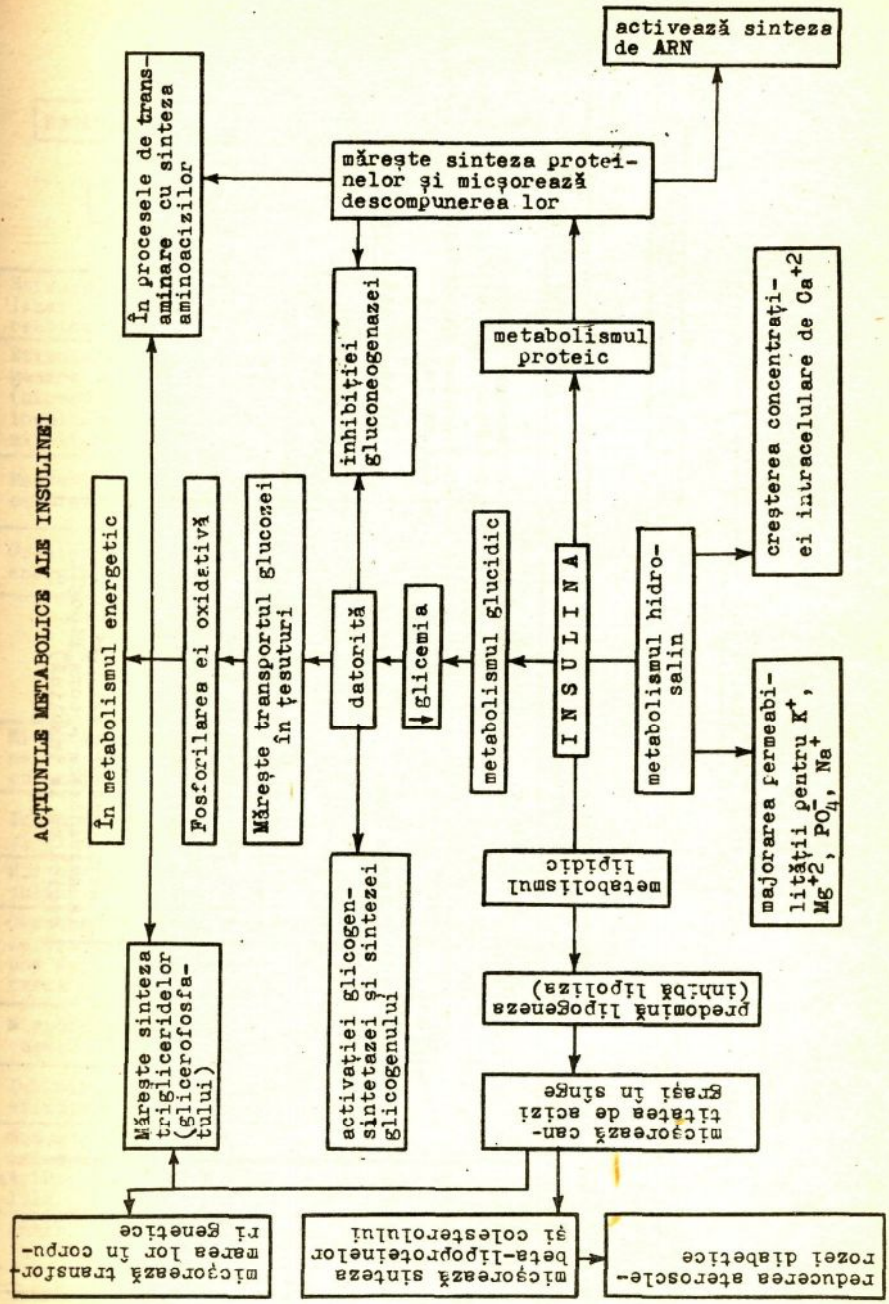 ACȚIUNILE METABOLICE ALE INSULINEI
micșorează transfor-
marea lor în corpu-
ri genetice
Mărește sinteza
trigliceridelor
(glicerofosfa-
tului)
În metabolismul energetic
În procesele de trans-
aminare cu sinteza
aminoacizilor
Fosforilarea ei oxidativă
Mărește transportul glucozei
în țesuturi
activației glicogen-
sintetazei și sintezei
glicogenului
datorită
inhibiției
gluconeogenazei
mărește sinteza protei-
nelor și micșorează
descompunerea lor
activează sinteza
de ARN
↓ glicemia
metabolismul glucidic
micșorează sinteza
beta-lipoproteinelor
și colesterolului
micșorează can-
titatea de acizi
grași în sînge
predomină lipogeneza
(inhibă lipoliza)
metabolismul
lipidic
INSULINA
metabolismul
proteic
reducerea ateroscle-
rozei diabetice
metabolismul hidro-
salin
majorarea permeabi-
lității pentru K⁺,
Mg⁺², PO₄⁻, Na⁺
creșterea concentrați-
ei intracelulare de Ca⁺²